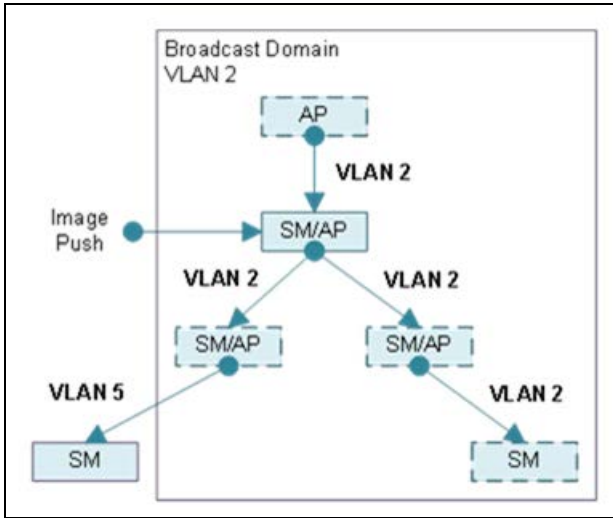 Broadcast Domain
VLAN 2
AP
VLAN 2
Image
Push
SM/AP
VLAN 2
VLAN 2
SM/AP
SM/AP
VLAN 5
VLAN 2
SM
SM